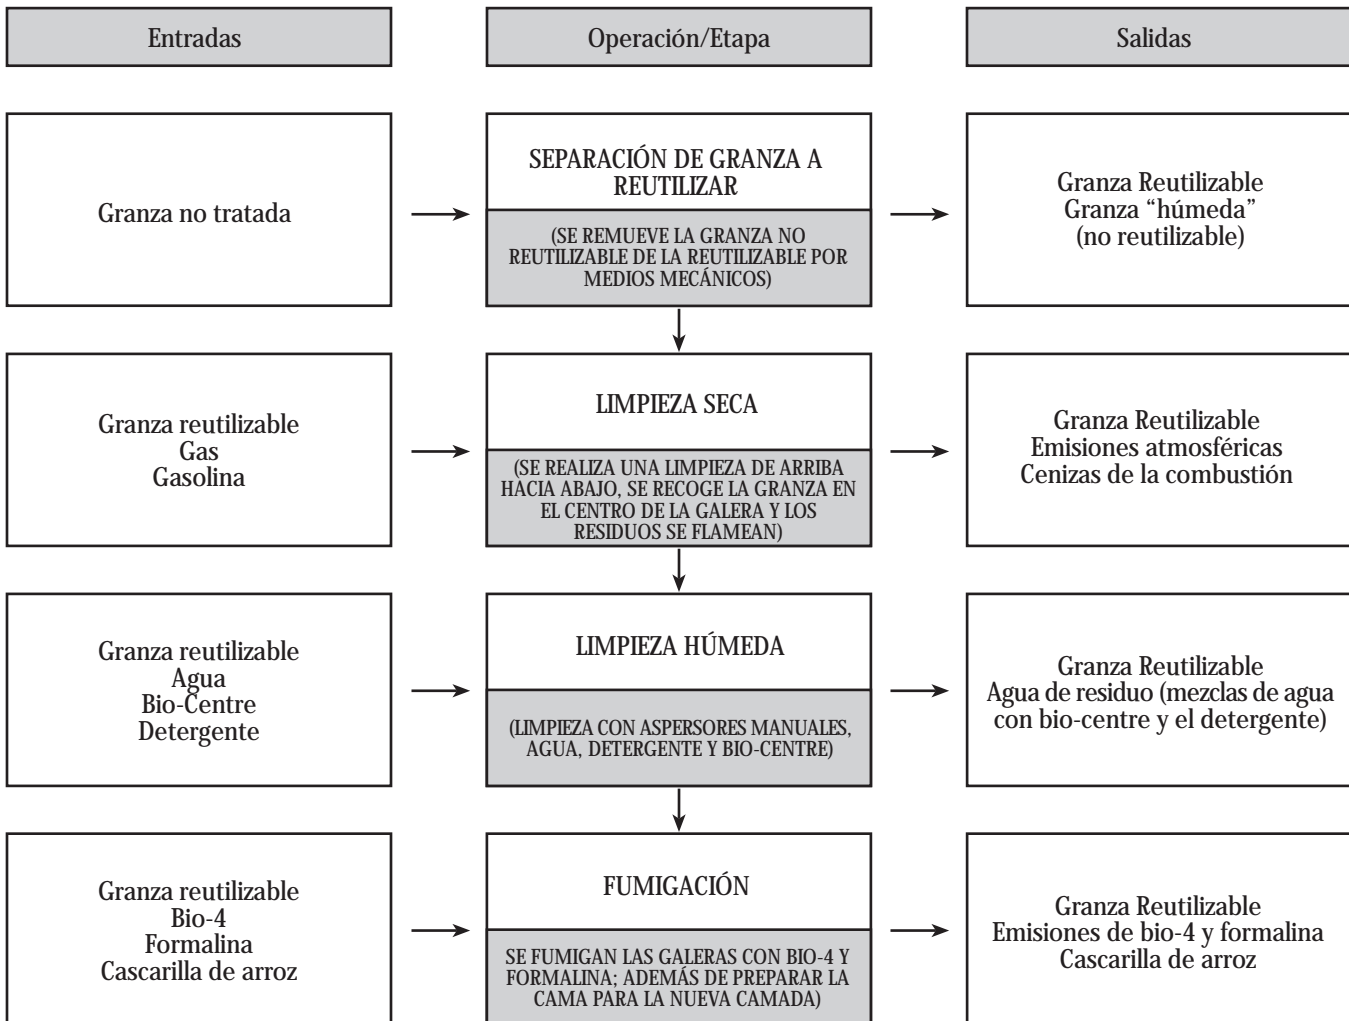 Entradas
Operación/Etapa
Salidas
Granza no tratada
SEPARACIÓN DE GRANZA A
REUTILIZAR
(SE REMUEVE LA GRANZA NO
REUTILIZABLE DE LA REUTILIZABLE POR
MEDIOS MECÁNICOS)
Granza Reutilizable
Granza “húmeda”
(no reutilizable)
Granza reutilizable
Gas
Gasolina
LIMPIEZA SECA
(SE REALIZA UNA LIMPIEZA DE ARRIBA
HACIA ABAJO, SE RECOGE LA GRANZA EN
EL CENTRO DE LA GALERA Y LOS
RESIDUOS SE FLAMEAN)
Granza Reutilizable
Emisiones atmosféricas
Cenizas de la combustión
Granza reutilizable
Agua
Bio-Centre
Detergente
LIMPIEZA HÚMEDA
(LIMPIEZA CON ASPERSORES MANUALES,
AGUA, DETERGENTE Y BIO-CENTRE)
Granza Reutilizable
Agua de residuo (mezclas de agua
con bio-centre y el detergente)
Granza reutilizable
Bio-4
Formalina
Cascarilla de arroz
FUMIGACIÓN
SE FUMIGAN LAS GALERAS CON BIO-4 Y
FORMALINA; ADEMÁS DE PREPARAR LA
CAMA PARA LA NUEVA CAMADA)
Granza Reutilizable
Emisiones de bio-4 y formalina
Cascarilla de arroz